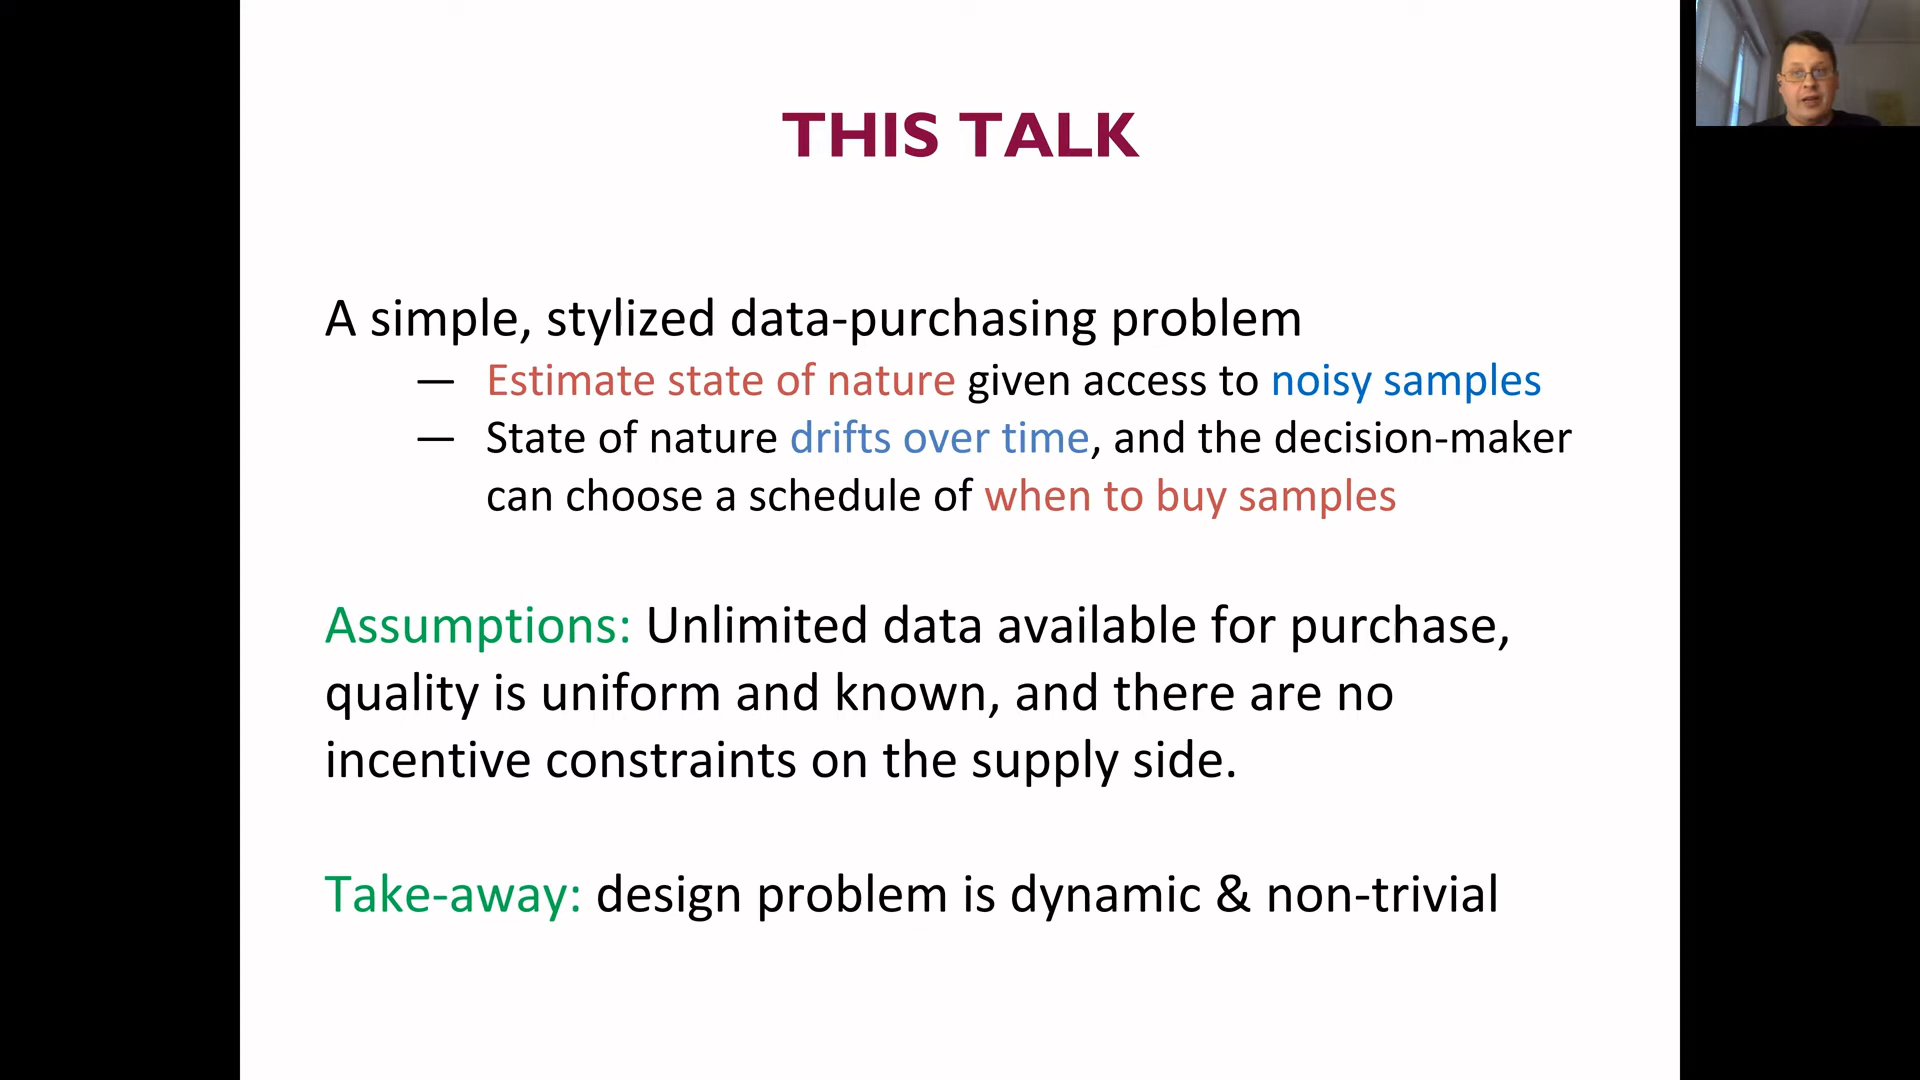 THIS TALK
A simple, stylized data-purchasing problem
— Estimate state of nature given access to noisy samples
— State of nature drifts over time, and the decision-maker
can choose a schedule of when to buy samples
Assumptions: Unlimited data available for purchase,
quality is uniform and known, and there are no
incentive constraints on the supply side.
Take-away: design problem is dynamic & non-trivial